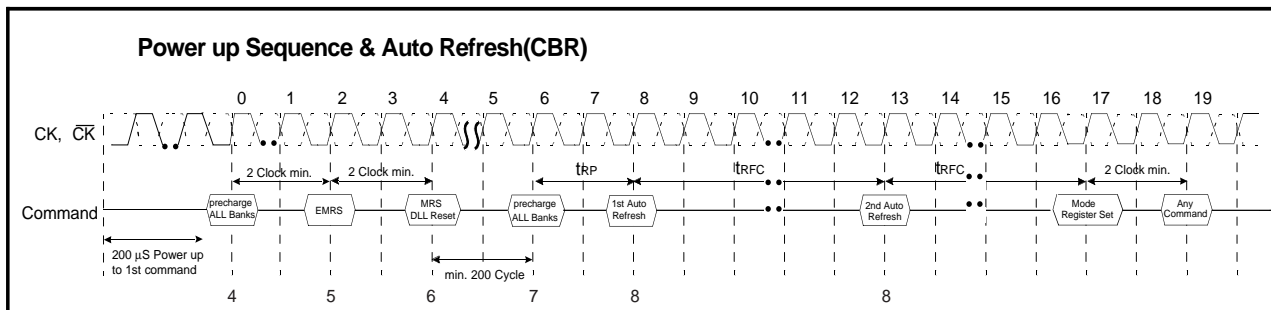 Power up Sequence & Auto Refresh(CBR)
0 1 2 3 4 5 6 7 8 9 10 11 12 13 14 15 16 17 18 19
CK, CK
2 Clock min. 2 Clock min. tRP tRFC tRFC 2 Clock min.
Command
precharge
ALL Banks
EMRS
MRS
DLL Reset
precharge
ALL Banks
1st Auto
Refresh
2nd Auto
Refresh
Mode
Register Set
Any
Command
200 μS Power up
to 1st command
min. 200 Cycle
4 5 6 7 8 8